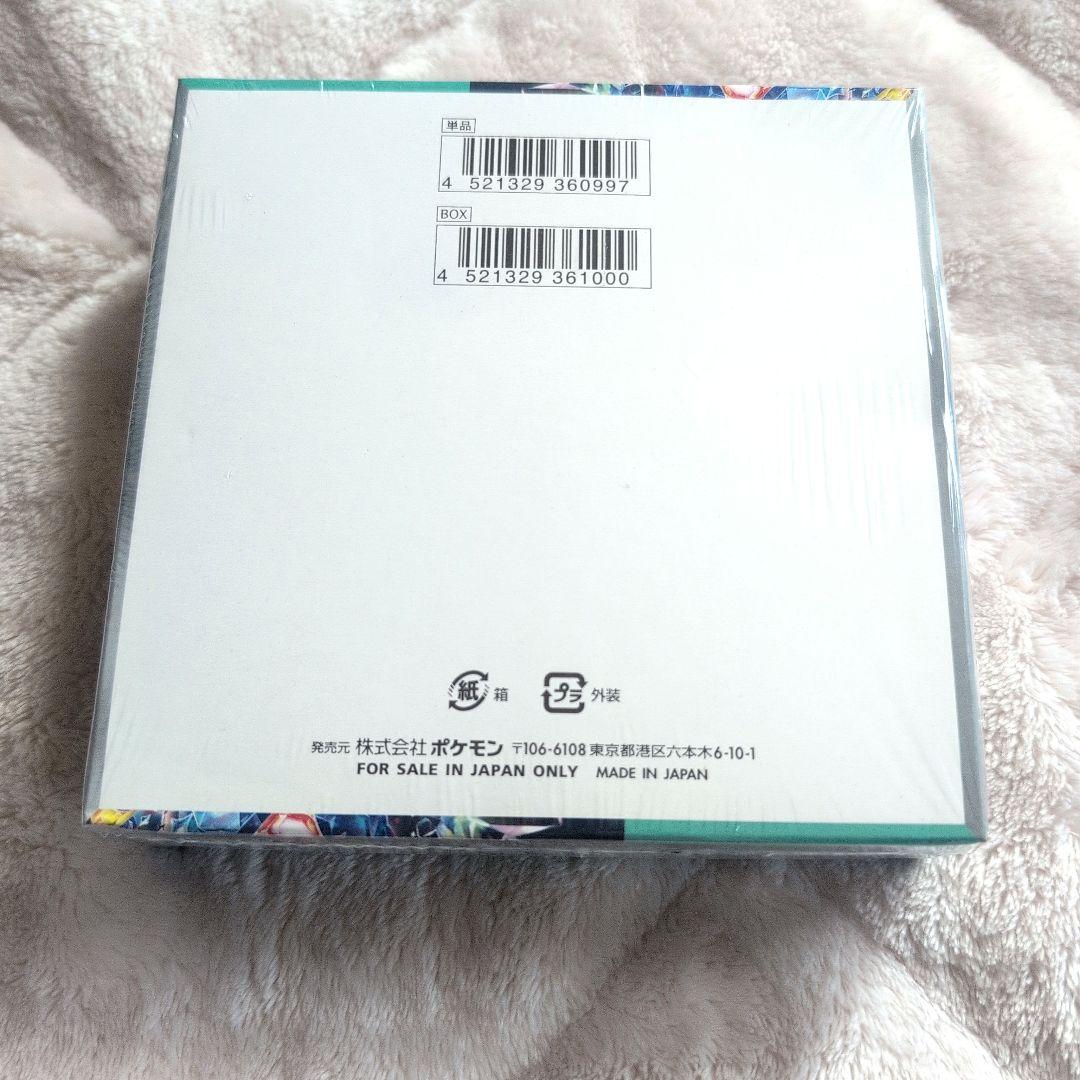 単品
4 521329 360997
BOX
4 521329 361000
紙 箱 プラ 外装
発売元 株式会社 ポケモン 〒106-6108 東京都港区六本木6-10-1
FOR SALE IN JAPAN ONLY MADE IN JAPAN